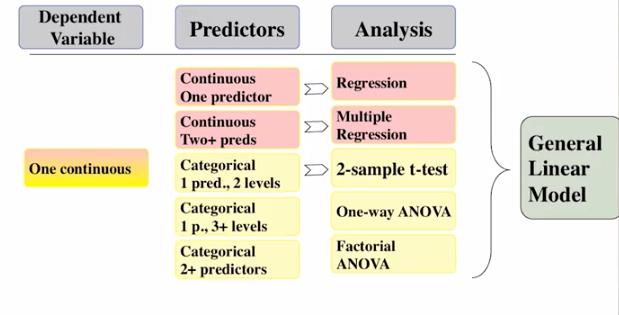 Dependent
Variable
Predictors
Analysis
Continuous
One predictor
Regression
Continuous
Two+ preds
Multiple
Regression
One continuous
Categorical
1 pred., 2 levels
2-sample t-test
Categorical
1 p., 3+ levels
One-way ANOVA
Categorical
2+ predictors
Factorial
ANOVA
General
Linear
Model